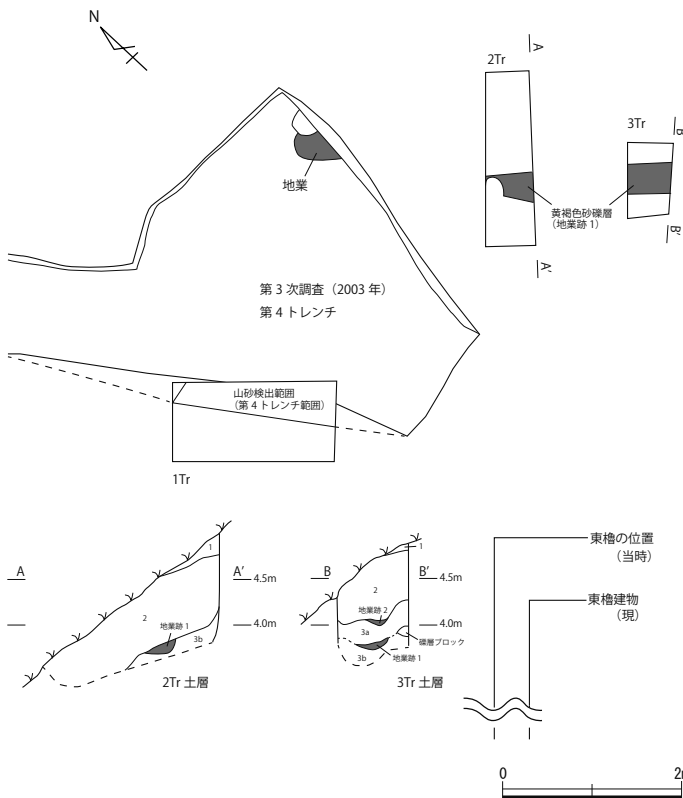 N
A
2Tr
3Tr
B
地業
黄褐色砂礫層
（地業跡 1）
B'
A'
第 3 次調査（2003 年）
第 4 トレンチ
山砂検出範囲
（第 4 トレンチ範囲）
1Tr
1
1
東櫓の位置
（当時）
A
A'
4.5m
B
B'
4.5m
2
東櫓建物
（現）
2
地業跡 2
4.0m
地業跡 1
3a
4.0m
3b
礫層ブロック
3b
地業跡 1
2Tr 土層
3Tr 土層
0